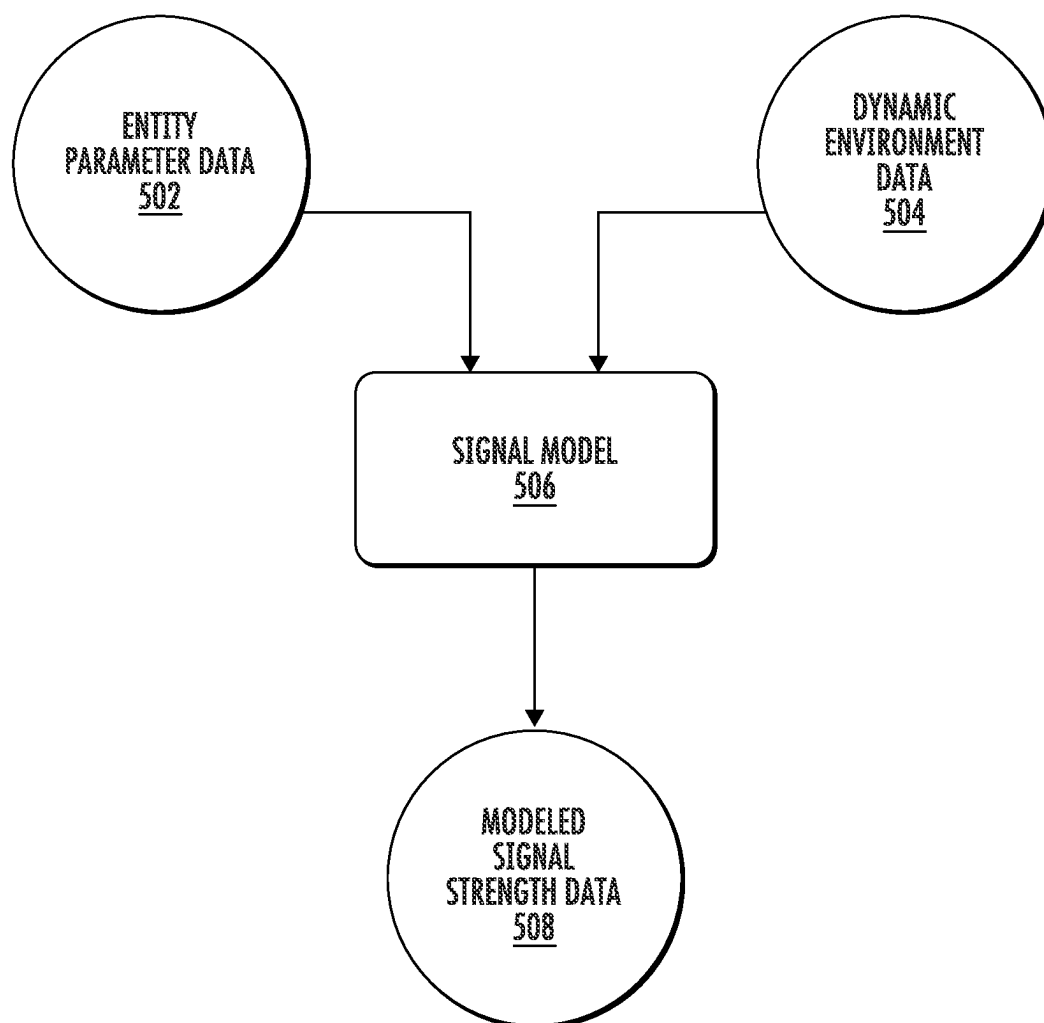 ENTITY
PARAMETER DATA
502
DYNAMIC
ENVIRONMENT
DATA
504
SIGNAL MODEL
506
MODELED
SIGNAL
STRENGTH DATA
508